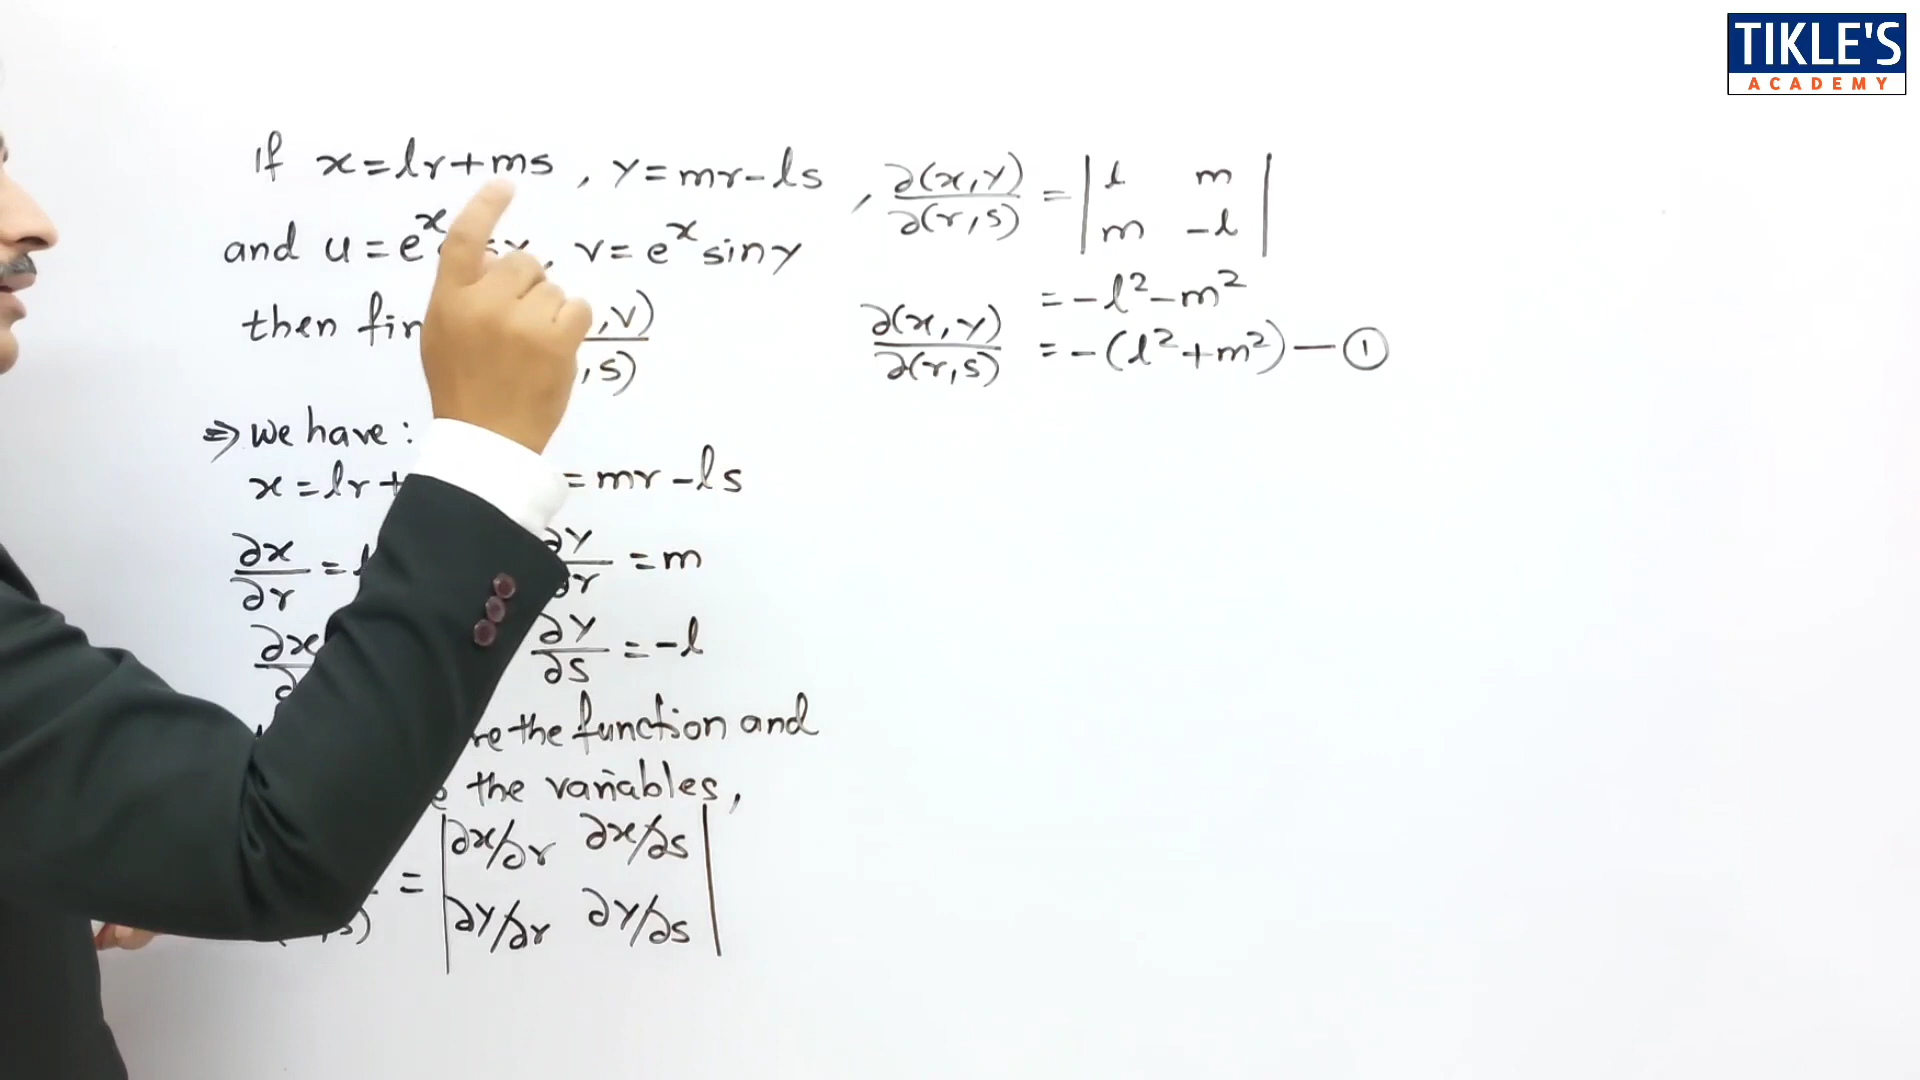 TIKLE'S
ACADEMY
If x = lr + ms , y = mr - ls ,
and u = e^x , v = e^x sin y
then ,v)
,s)
⇒ we have :
x = lr + = mr - ls
∂x/∂r = ∂y/∂r = m
∂x ∂y/∂s = -l
the function and
the variables,
= | ∂x/∂r ∂x/∂s |
| ∂y/∂r ∂y/∂s |
∂(x,y)/∂(r,s) = | l m |
| m -l |
= -l² - m²
∂(x,y)/∂(r,s) = -(l² + m²) — ①